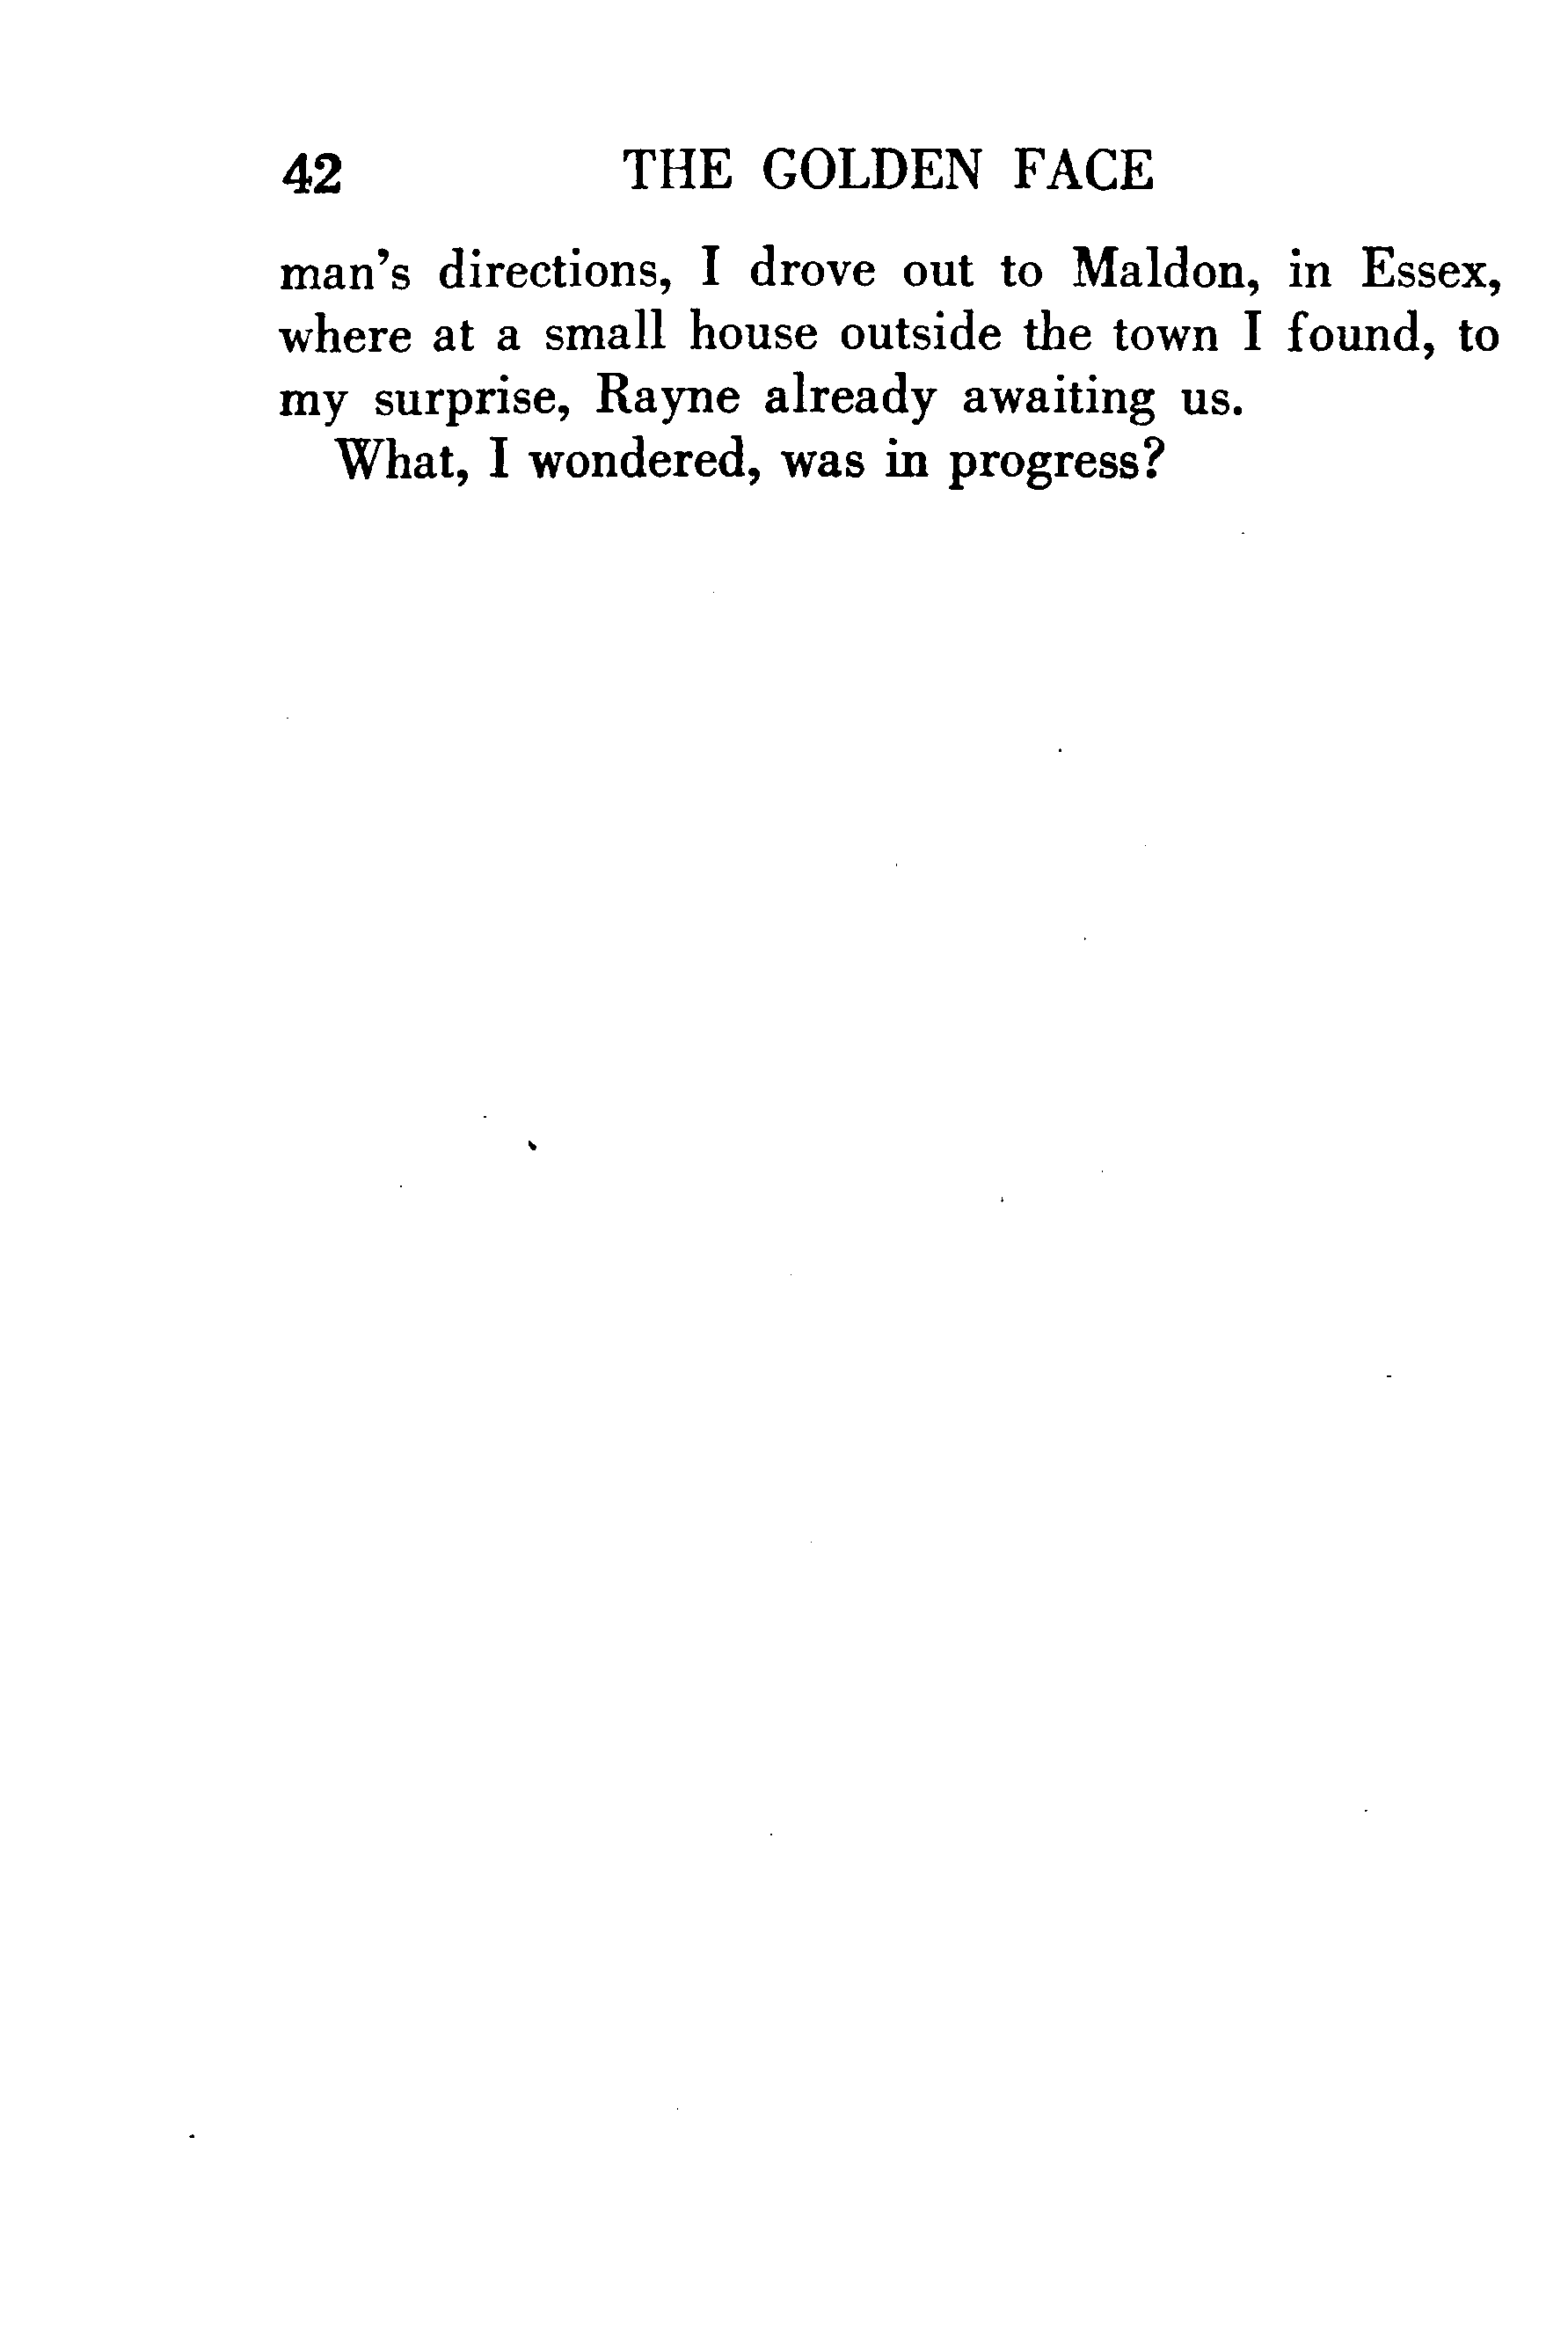 42 THE GOLDEN FACE
man's directions, I drove out to Maldon, in Essex,
where at a small house outside the town I found, to
my surprise, Rayne already awaiting us.
What, I wondered, was in progress?